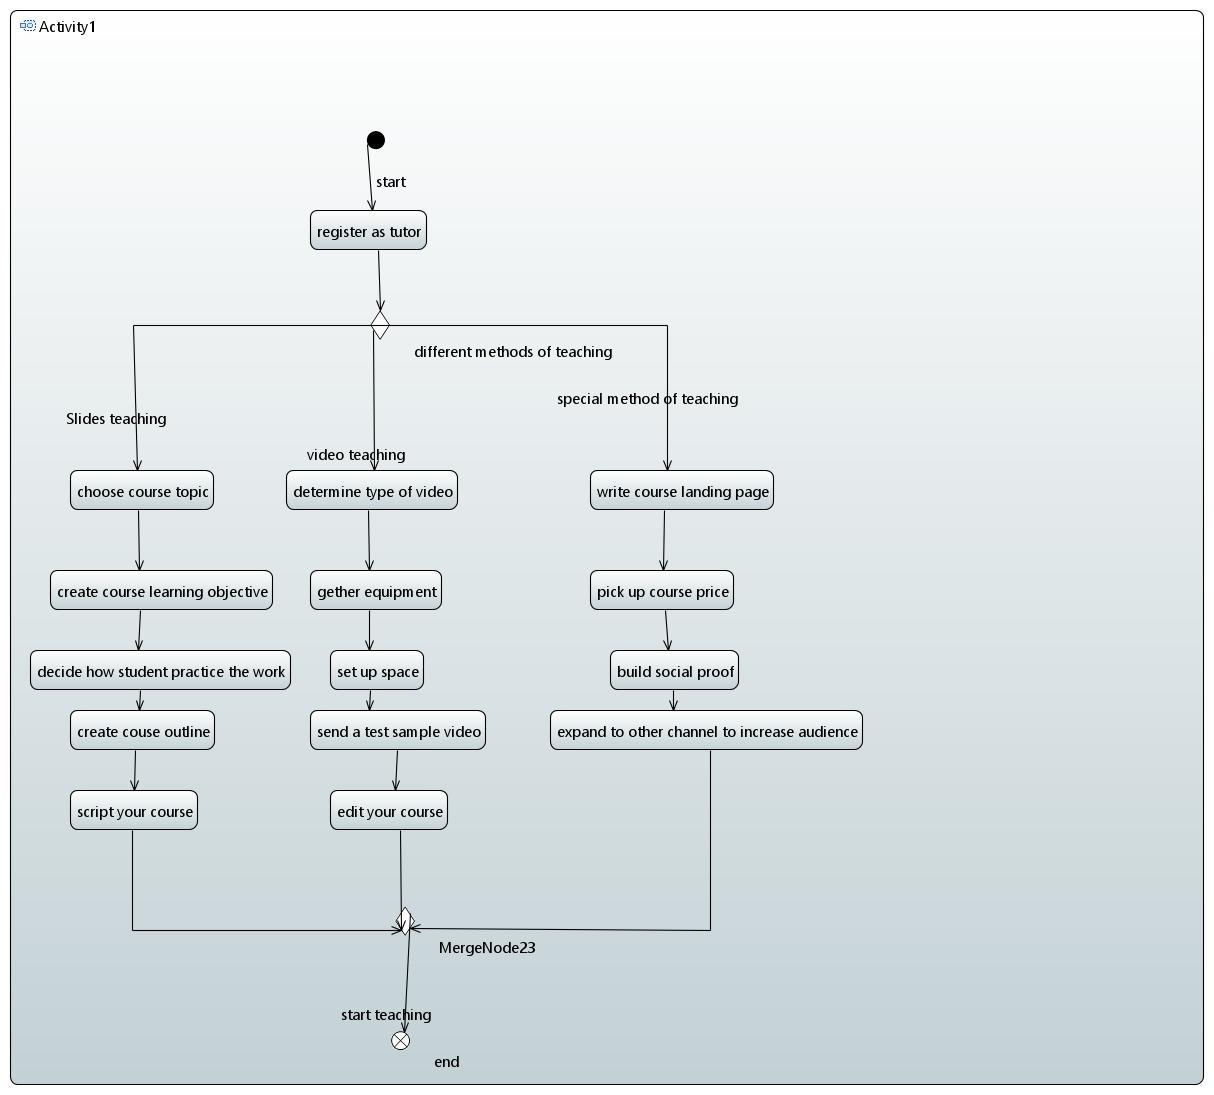 Activity1
start
register as tutor
different methods of teaching
special method of teaching
Slides teaching
video teaching
choose course topic
determine type of video
write course landing page
create course learning objective
gether equipment
pick up course price
decide how student practice the work
set up space
build social proof
create couse outline
send a test sample video
expand to other channel to increase audience
script your course
edit your course
MergeNode23
start teaching
end